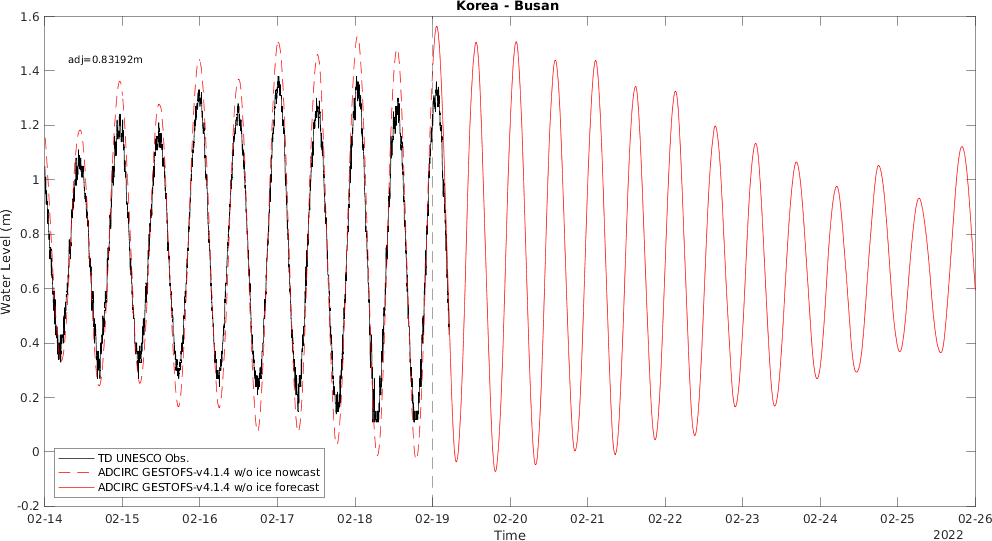 Korea - Busan
adj=0.83192m
Water Level (m)
1.6
1.4
1.2
1
0.8
0.6
0.4
0.2
0
-0.2
TD UNESCO Obs.
ADCIRC GESTOFS-v4.1.4 w/o ice nowcast
ADCIRC GESTOFS-v4.1.4 w/o ice forecast
02-14 02-15 02-16 02-17 02-18 02-19 02-20 02-21 02-22 02-23 02-24 02-25 02-26
Time
2022